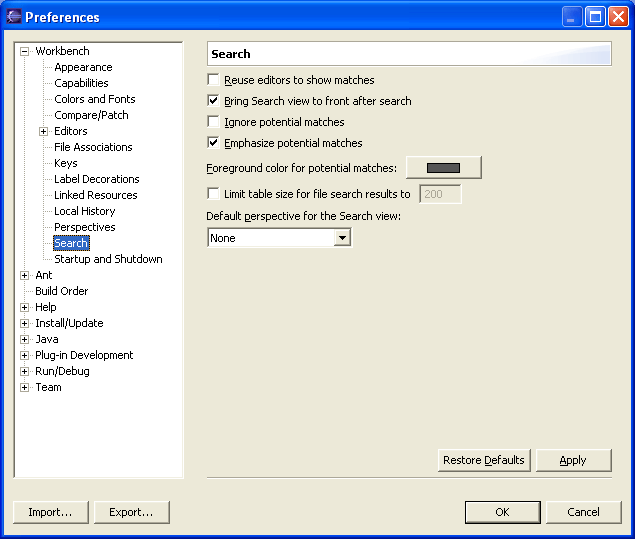 Preferences
Workbench
Appearance
Capabilities
Colors and Fonts
Compare/Patch
Editors
File Associations
Keys
Label Decorations
Linked Resources
Local History
Perspectives
Search
Startup and Shutdown
Ant
Build Order
Help
Install/Update
Java
Plug-in Development
Run/Debug
Team
Search
Reuse editors to show matches
Bring Search view to front after search
Ignore potential matches
Emphasize potential matches
Foreground color for potential matches:
Limit table size for file search results to 200
Default perspective for the Search view:
None
Restore Defaults Apply
Import... Export... OK Cancel